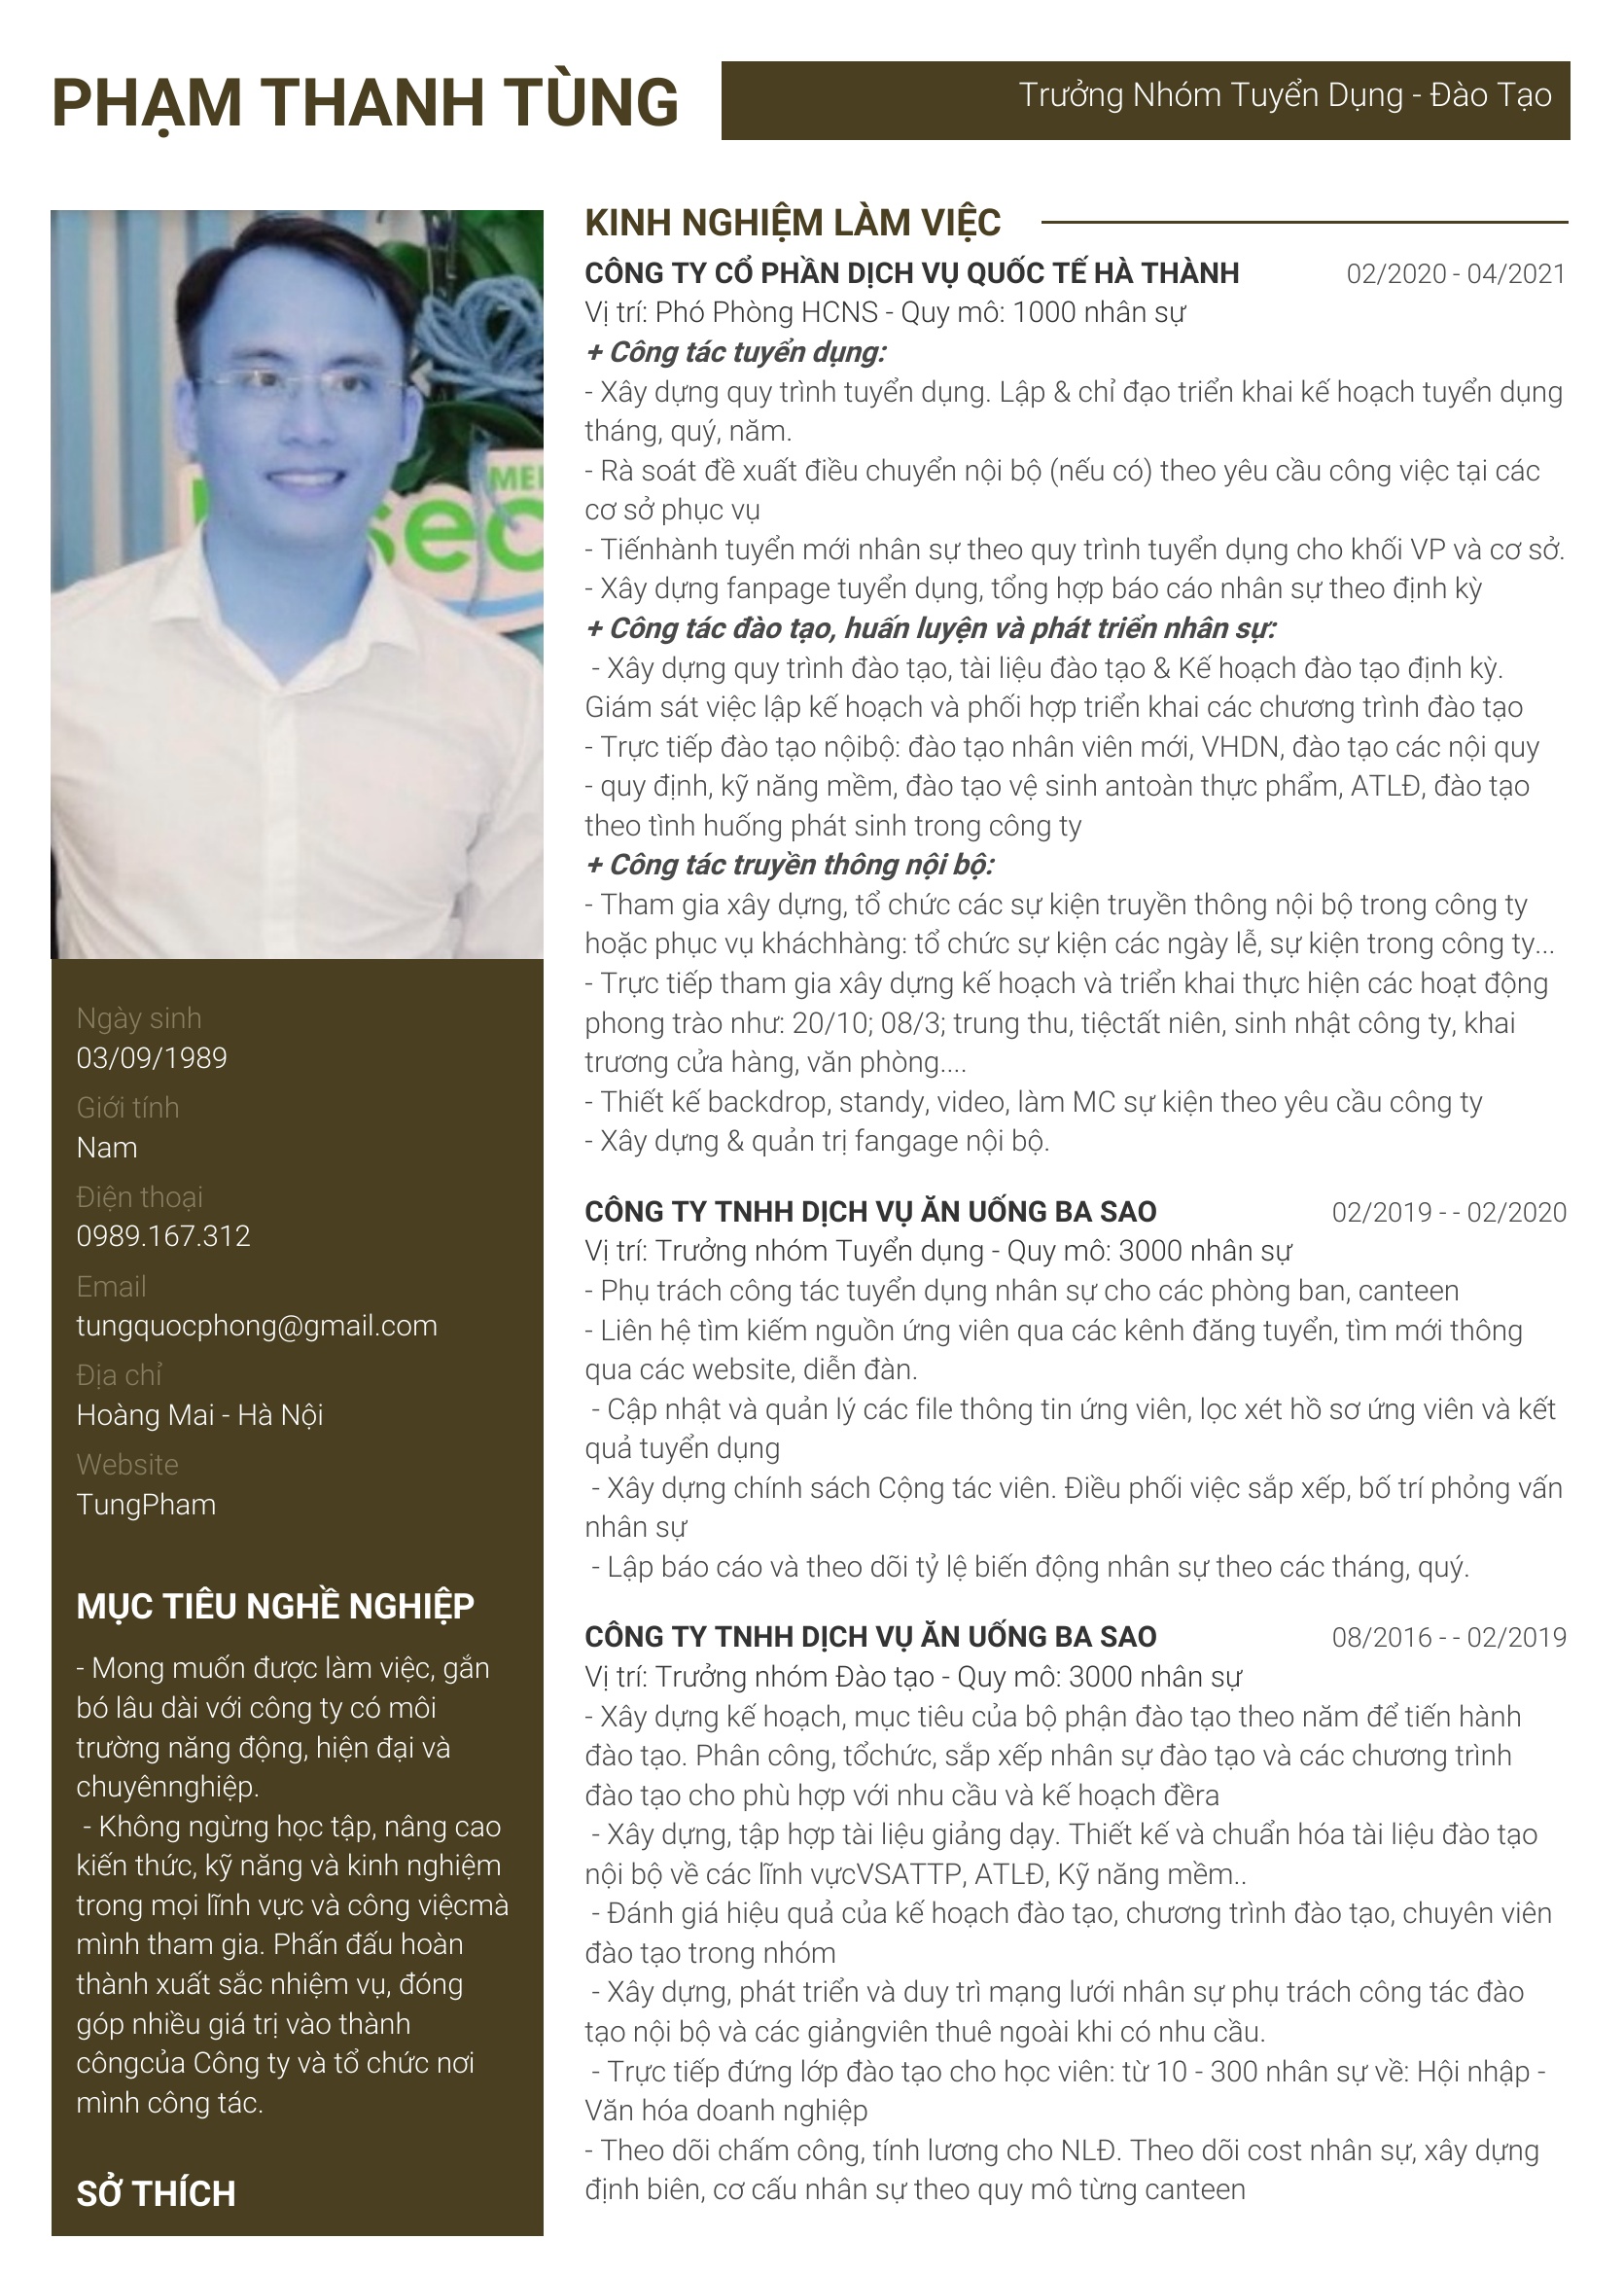 PHẠM THANH TÙNG
Trưởng Nhóm Tuyển Dụng - Đào Tạo
MEI
seo
Ngày sinh
03/09/1989
Giới tính
Nam
Điện thoại
0989.167.312
Email
tungquocphong@gmail.com
Địa chỉ
Hoàng Mai - Hà Nội
Website
TungPham
MỤC TIÊU NGHỀ NGHIỆP
- Mong muốn được làm việc, gắn
bó lâu dài với công ty có môi
trường năng động, hiện đại và
chuyênnghiệp.
- Không ngừng học tập, nâng cao
kiến thức, kỹ năng và kinh nghiệm
trong mọi lĩnh vực và công việcmà
mình tham gia. Phấn đấu hoàn
thành xuất sắc nhiệm vụ, đóng
góp nhiều giá trị vào thành
côngcủa Công ty và tổ chức nơi
mình công tác.
SỞ THÍCH
KINH NGHIỆM LÀM VIỆC
CÔNG TY CỔ PHẦN DỊCH VỤ QUỐC TẾ HÀ THÀNH 02/2020 - 04/2021
Vị trí: Phó Phòng HCNS - Quy mô: 1000 nhân sự
+ Công tác tuyển dụng:
- Xây dựng quy trình tuyển dụng. Lập & chỉ đạo triển khai kế hoạch tuyển dụng
tháng, quý, năm.
- Rà soát đề xuất điều chuyển nội bộ (nếu có) theo yêu cầu công việc tại các
cơ sở phục vụ
- Tiếnhành tuyển mới nhân sự theo quy trình tuyển dụng cho khối VP và cơ sở.
- Xây dựng fanpage tuyển dụng, tổng hợp báo cáo nhân sự theo định kỳ
+ Công tác đào tạo, huấn luyện và phát triển nhân sự:
- Xây dựng quy trình đào tạo, tài liệu đào tạo & Kế hoạch đào tạo định kỳ.
Giám sát việc lập kế hoạch và phối hợp triển khai các chương trình đào tạo
- Trực tiếp đào tạo nộibộ: đào tạo nhân viên mới, VHDN, đào tạo các nội quy
- quy định, kỹ năng mềm, đào tạo vệ sinh antoàn thực phẩm, ATLĐ, đào tạo
theo tình huống phát sinh trong công ty
+ Công tác truyền thông nội bộ:
- Tham gia xây dựng, tổ chức các sự kiện truyền thông nội bộ trong công ty
hoặc phục vụ kháchhàng: tổ chức sự kiện các ngày lễ, sự kiện trong công ty...
- Trực tiếp tham gia xây dựng kế hoạch và triển khai thực hiện các hoạt động
phong trào như: 20/10; 08/3; trung thu, tiệctất niên, sinh nhật công ty, khai
trương cửa hàng, văn phòng....
- Thiết kế backdrop, standy, video, làm MC sự kiện theo yêu cầu công ty
- Xây dựng & quản trị fangage nội bộ.
CÔNG TY TNHH DỊCH VỤ ĂN UỐNG BA SAO 02/2019 - - 02/2020
Vị trí: Trưởng nhóm Tuyển dụng - Quy mô: 3000 nhân sự
- Phụ trách công tác tuyển dụng nhân sự cho các phòng ban, canteen
- Liên hệ tìm kiếm nguồn ứng viên qua các kênh đăng tuyển, tìm mới thông
qua các website, diễn đàn.
- Cập nhật và quản lý các file thông tin ứng viên, lọc xét hồ sơ ứng viên và kết
quả tuyển dụng
- Xây dựng chính sách Cộng tác viên. Điều phối việc sắp xếp, bố trí phỏng vấn
nhân sự
- Lập báo cáo và theo dõi tỷ lệ biến động nhân sự theo các tháng, quý.
CÔNG TY TNHH DỊCH VỤ ĂN UỐNG BA SAO 08/2016 - - 02/2019
Vị trí: Trưởng nhóm Đào tạo - Quy mô: 3000 nhân sự
- Xây dựng kế hoạch, mục tiêu của bộ phận đào tạo theo năm để tiến hành
đào tạo. Phân công, tổchức, sắp xếp nhân sự đào tạo và các chương trình
đào tạo cho phù hợp với nhu cầu và kế hoạch đềra
- Xây dựng, tập hợp tài liệu giảng dạy. Thiết kế và chuẩn hóa tài liệu đào tạo
nội bộ về các lĩnh vựcVSATTP, ATLĐ, Kỹ năng mềm..
- Đánh giá hiệu quả của kế hoạch đào tạo, chương trình đào tạo, chuyên viên
đào tạo trong nhóm
- Xây dựng, phát triển và duy trì mạng lưới nhân sự phụ trách công tác đào
tạo nội bộ và các giảngviên thuê ngoài khi có nhu cầu.
- Trực tiếp đứng lớp đào tạo cho học viên: từ 10 - 300 nhân sự về: Hội nhập -
Văn hóa doanh nghiệp
- Theo dõi chấm công, tính lương cho NLĐ. Theo dõi cost nhân sự, xây dựng
định biên, cơ cấu nhân sự theo quy mô từng canteen